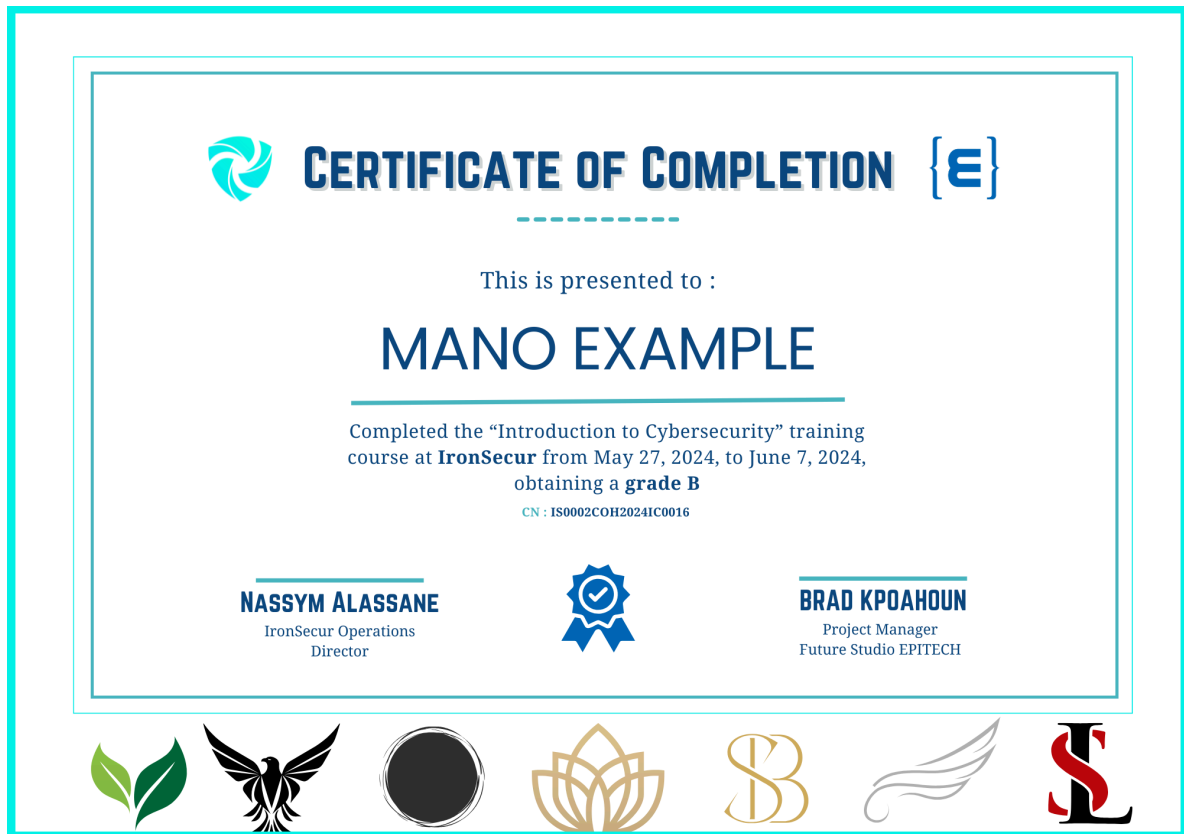 CERTIFICATE OF COMPLETION
{E}
This is presented to :
MANO EXAMPLE
Completed the “Introduction to Cybersecurity” training
course at IronSecur from May 27, 2024, to June 7, 2024,
obtaining a grade B
CN : IS0002COH2024IC0016
NASSYM ALASSANE
IronSecur Operations
Director
BRAD KPOAHOUN
Project Manager
Future Studio EPITECH
SB
SL